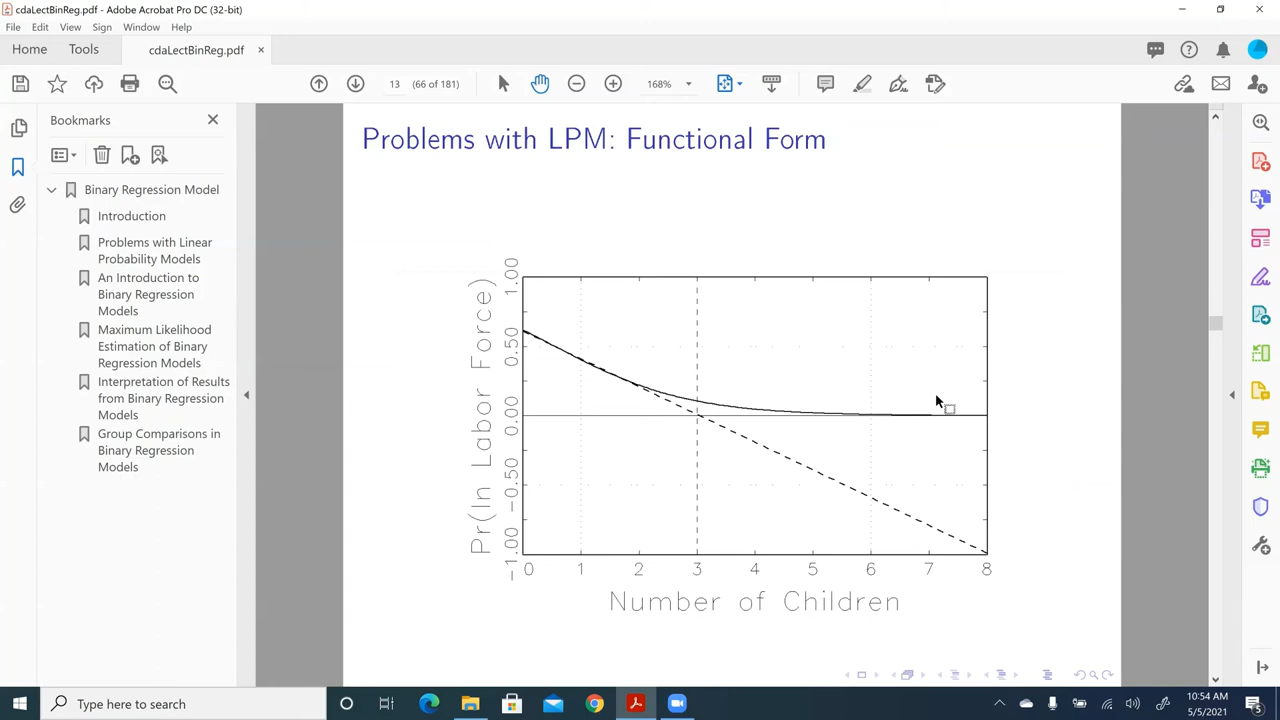 cdaLectBinReg.pdf - Adobe Acrobat Pro DC (32-bit)
File Edit View Sign Window Help
Home Tools cdaLectBinReg.pdf ×
13 (66 of 181) 168%
Bookmarks
Binary Regression Model
Introduction
Problems with Linear
Probability Models
An Introduction to
Binary Regression
Models
Maximum Likelihood
Estimation of Binary
Regression Models
Interpretation of Results
from Binary Regression
Models
Group Comparisons in
Binary Regression
Models
Problems with LPM: Functional Form
Pr(In Labor Force)
1.00
0.50
0.00
−0.50
−1.00
0 1 2 3 4 5 6 7 8
Number of Children
Type here to search
10:54 AM
5/5/2021
5